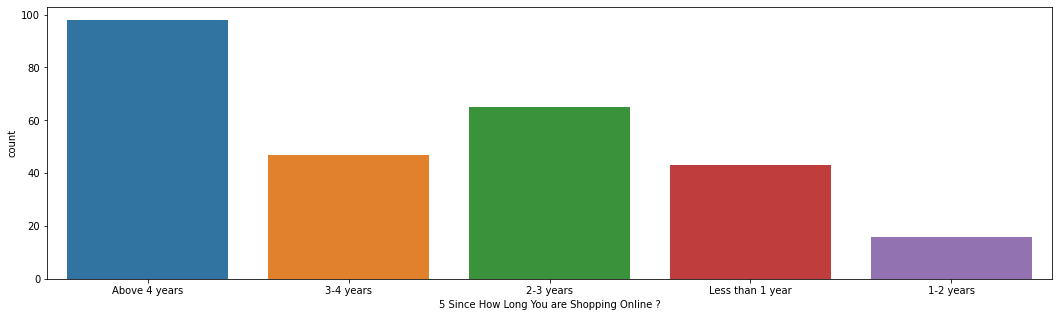 100
80
60
40
20
0
count
Above 4 years
3-4 years
2-3 years
Less than 1 year
1-2 years
5 Since How Long You are Shopping Online ?